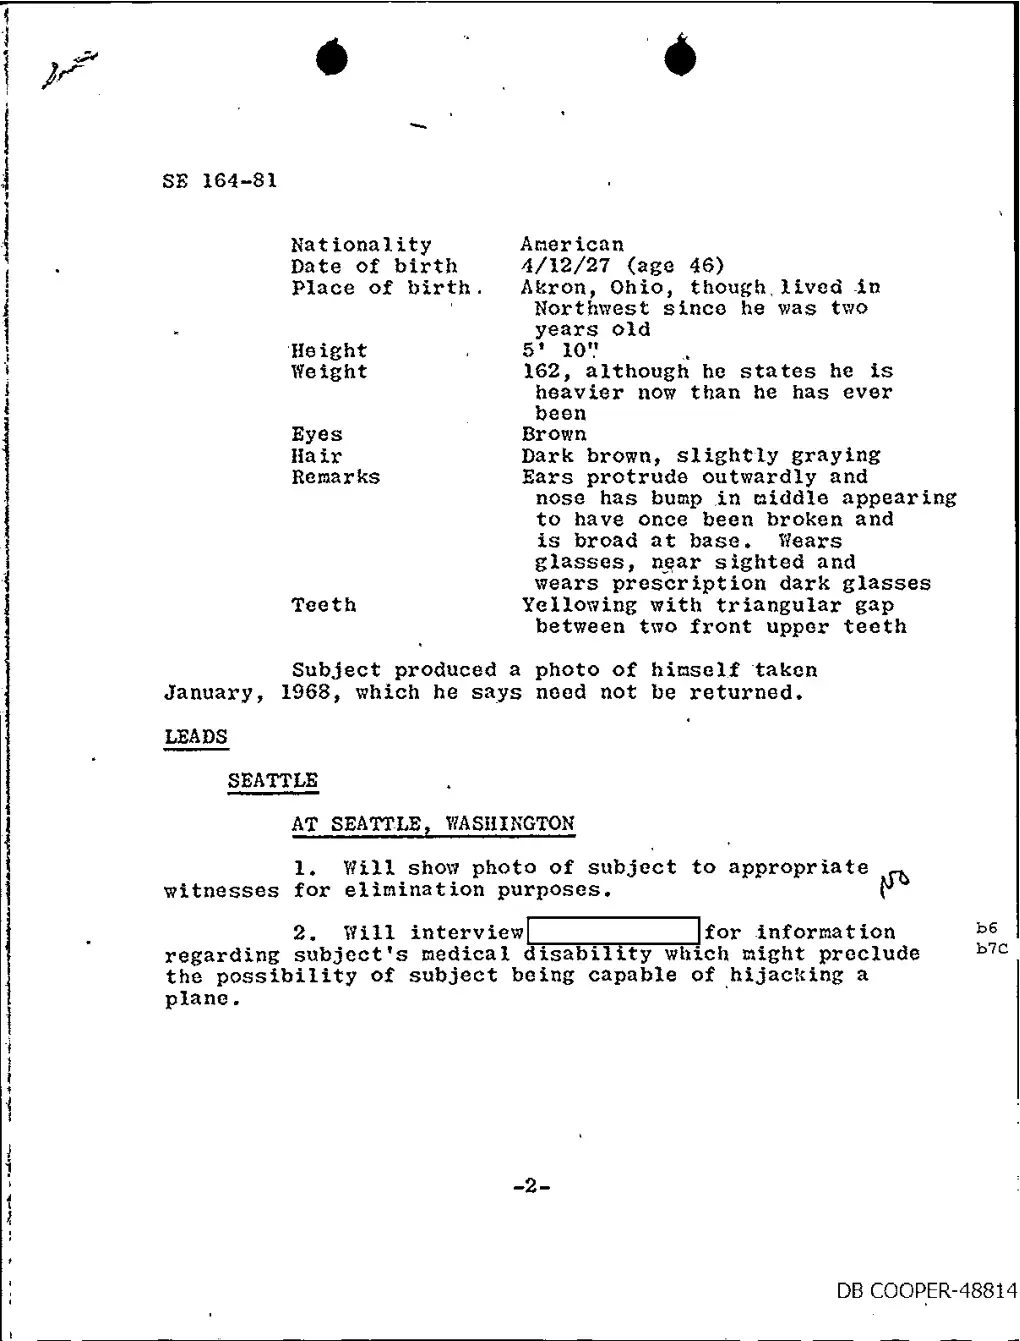 SE 164-81
Nationality American
Date of birth 4/12/27 (age 46)
Place of birth. Akron, Ohio, though lived in
Northwest since he was two
years old
Height 5' 10"
Weight 162, although he states he is
heavier now than he has ever
been
Eyes Brown
Hair Dark brown, slightly graying
Remarks Ears protrude outwardly and
nose has bump in middle appearing
to have once been broken and
is broad at base. Wears
glasses, near sighted and
wears prescription dark glasses
Teeth Yellowing with triangular gap
between two front upper teeth
Subject produced a photo of himself taken
January, 1968, which he says need not be returned.
LEADS
SEATTLE
AT SEATTLE, WASHINGTON
1. Will show photo of subject to appropriate
witnesses for elimination purposes.
2. Will interview for information b6
regarding subject's medical disability which might preclude b7C
the possibility of subject being capable of hijacking a
plane.
-2-
DB COOPER-48814